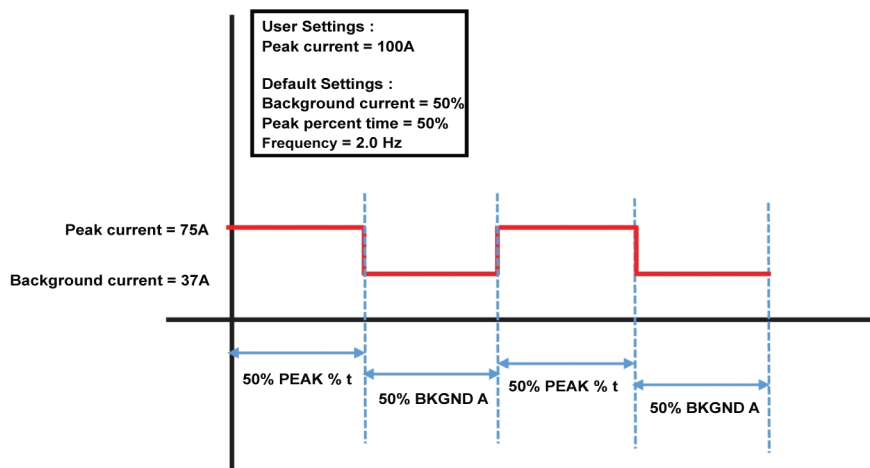 User Settings :
Peak current = 100A
Default Settings :
Background current = 50%
Peak percent time = 50%
Frequency = 2.0 Hz
Peak current = 75A
Background current = 37A
50% PEAK % t
50% BKGND A
50% PEAK % t
50% BKGND A